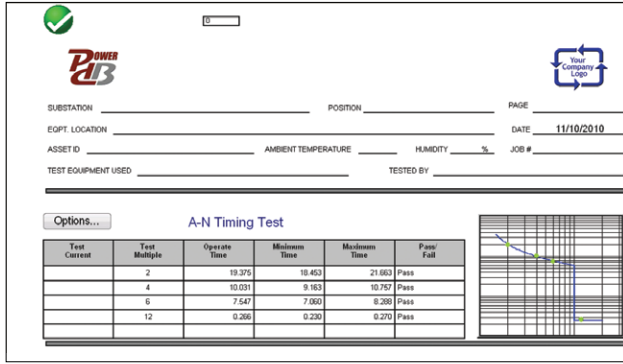 0
POWER
PdB
Your
Company
Logo
SUBSTATION POSITION PAGE
EQPT. LOCATION DATE 11/10/2010
ASSET ID AMBIENT TEMPERATURE HUMIDITY % JOB #
TEST EQUIPMENT USED TESTED BY
Options... A-N Timing Test
Test Current Test Multiple Operate Time Minimum Time Maximum Time Pass/ Fail
2 19.375 18.453 21.663 Pass
4 10.031 9.163 10.757 Pass
6 7.547 7.060 8.288 Pass
12 0.266 0.230 0.270 Pass